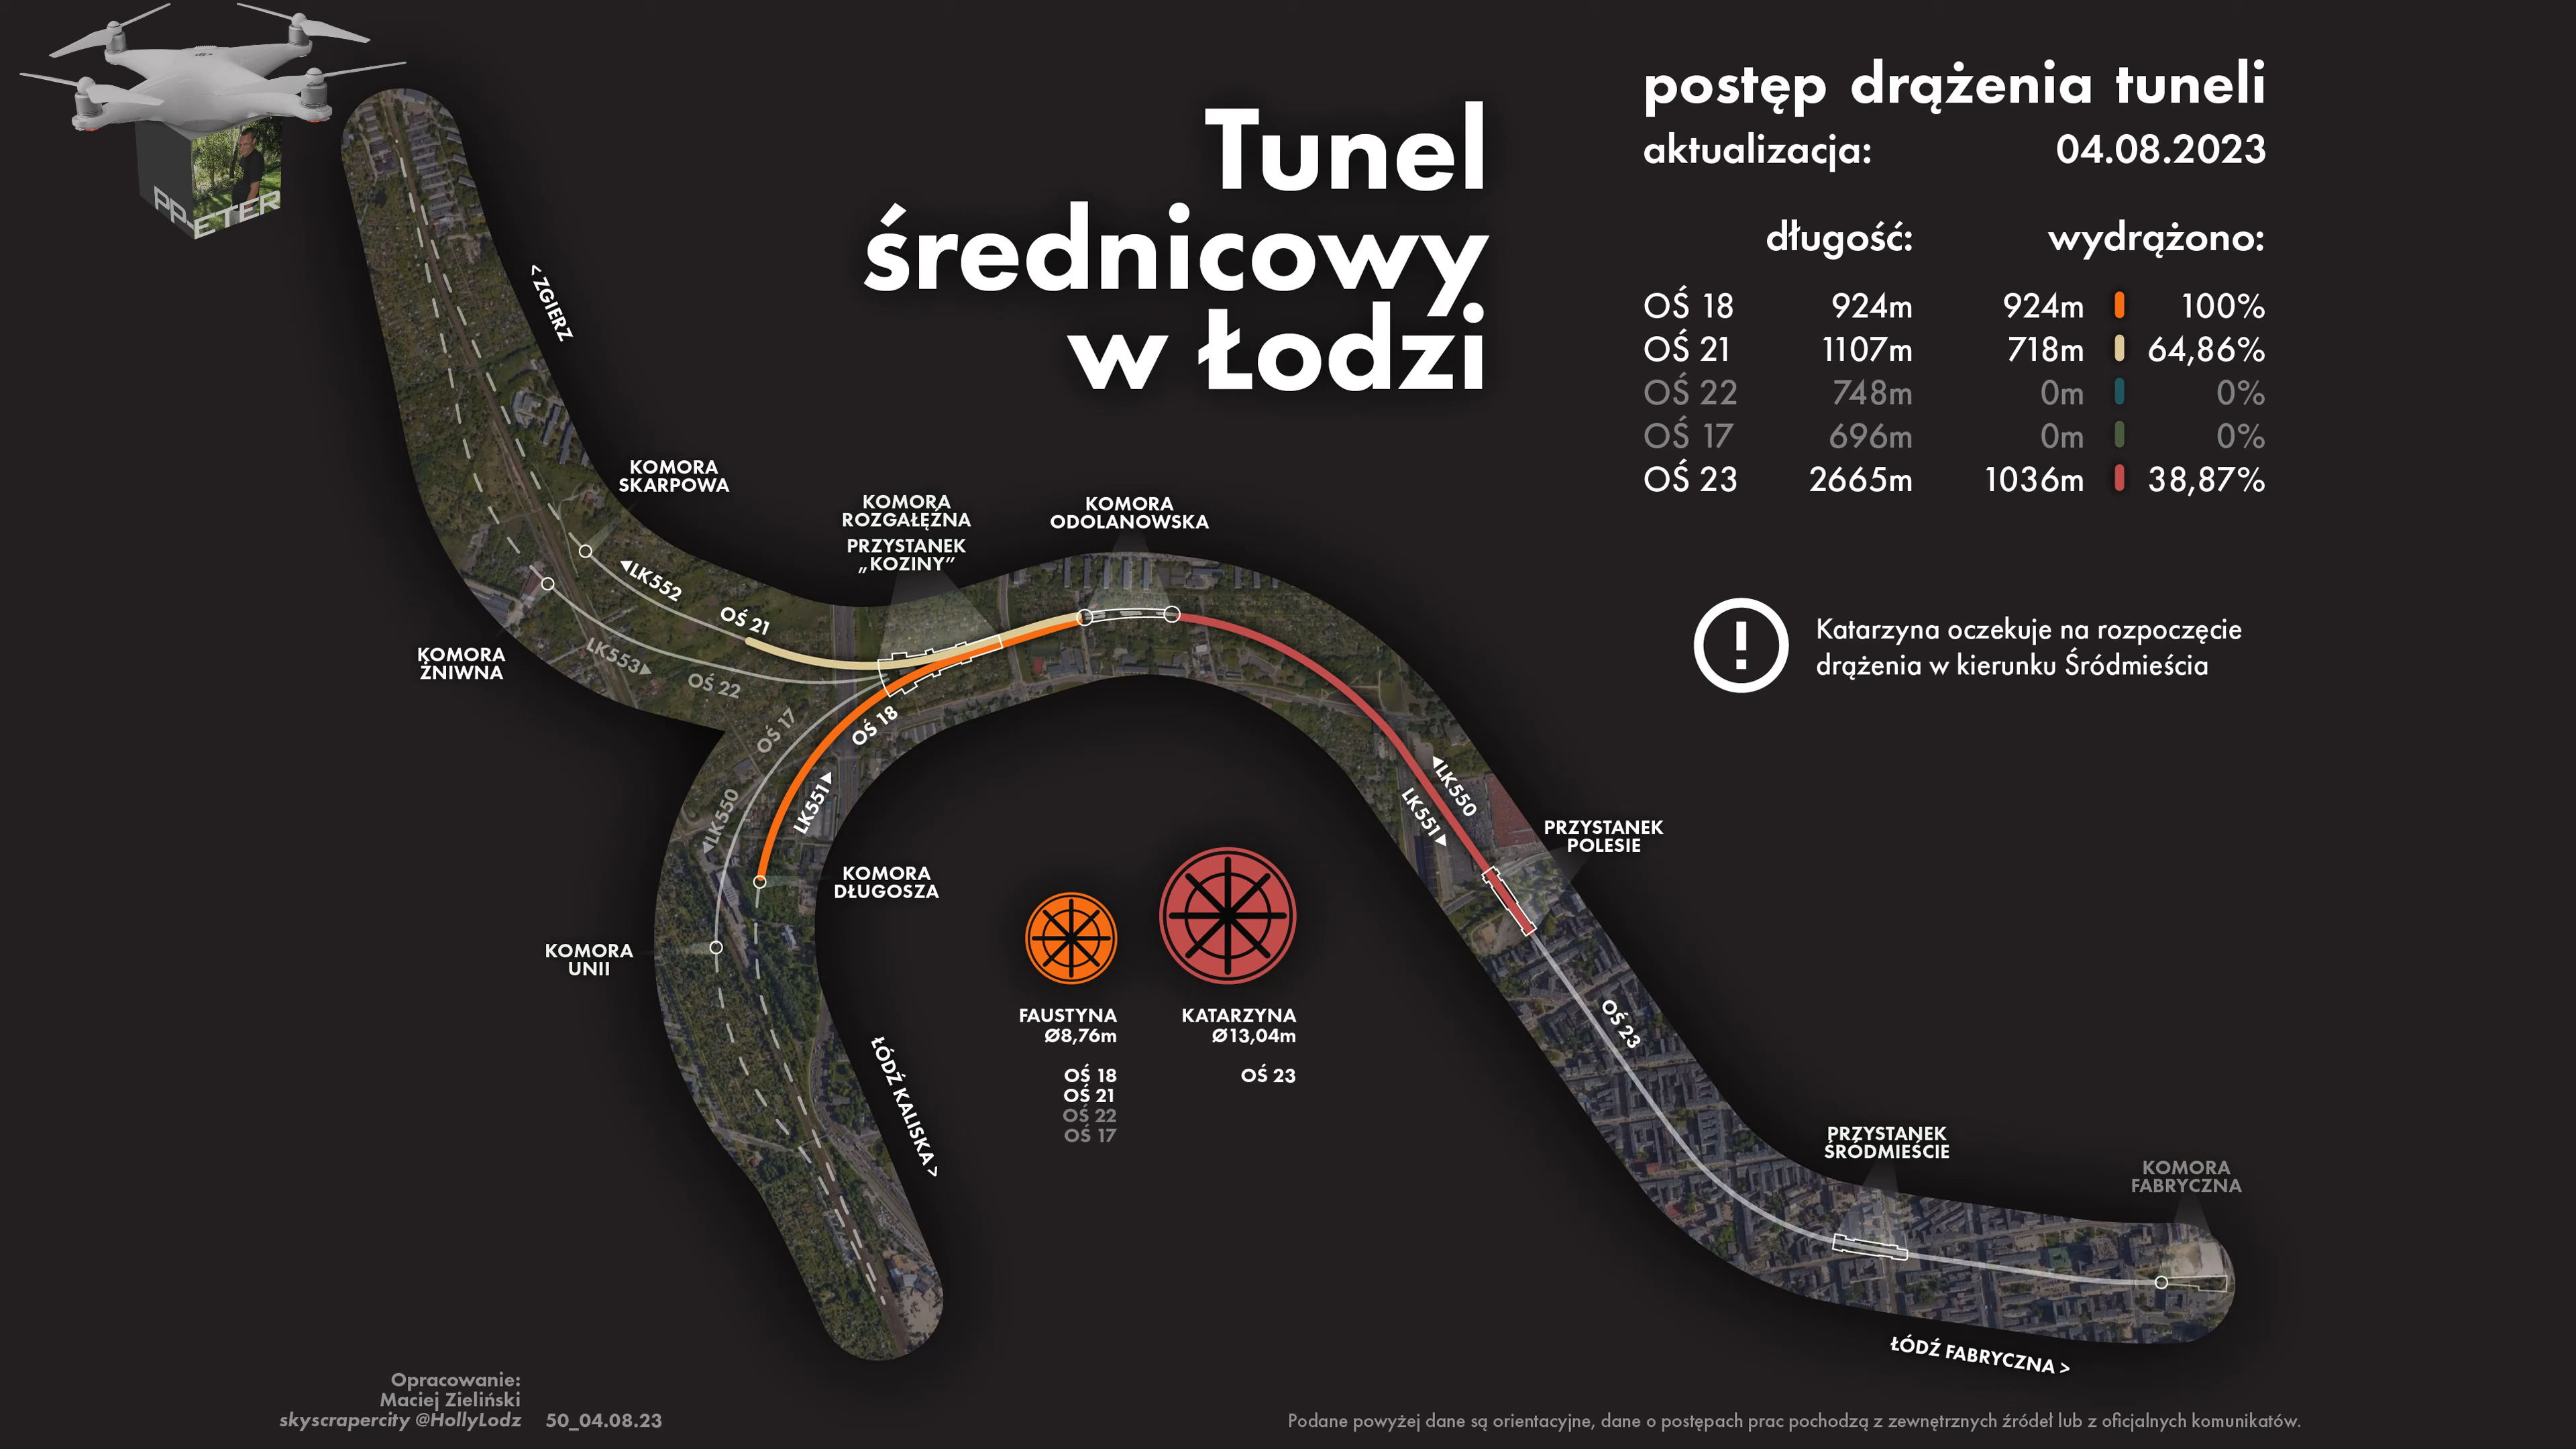 PP-ETER
Tunel
średnicowy
w Łodzi
postęp drążenia tuneli
aktualizacja: 04.08.2023
długość: wydrążono:
OŚ 18 924m 924m 100%
OŚ 21 1107m 718m 64,86%
OŚ 22 748m 0m 0%
OŚ 17 696m 0m 0%
OŚ 23 2665m 1036m 38,87%
Katarzyna oczekuje na rozpoczęcie
drążenia w kierunku Śródmieścia
< ZGIERZ
KOMORA
SKARPOWA
KOMORA
ROZGAŁĘŹNA
PRZYSTANEK
„KOZINY”
KOMORA
ODOLANOWSKA
◀LK552
OŚ 21
KOMORA
ŻNIWNA
LK553▶
OŚ 22
OŚ 17
OŚ 18
◀LK550
LK551▶
◀LK550
LK551▶
PRZYSTANEK
POLESIE
KOMORA
DŁUGOSZA
KOMORA
UNII
FAUSTYNA
Ø8,76m
OŚ 18
OŚ 21
OŚ 22
OŚ 17
KATARZYNA
Ø13,04m
OŚ 23
OŚ 23
ŁÓDŹ KALISKA >
PRZYSTANEK
ŚRÓDMIEŚCIE
KOMORA
FABRYCZNA
ŁÓDŹ FABRYCZNA >
Opracowanie:
Maciej Zieliński
skyscrapercity @HollyLodz 50_04.08.23
Podane powyżej dane są orientacyjne, dane o postępach prac pochodzą z zewnętrznych źródeł lub z oficjalnych komunikatów.